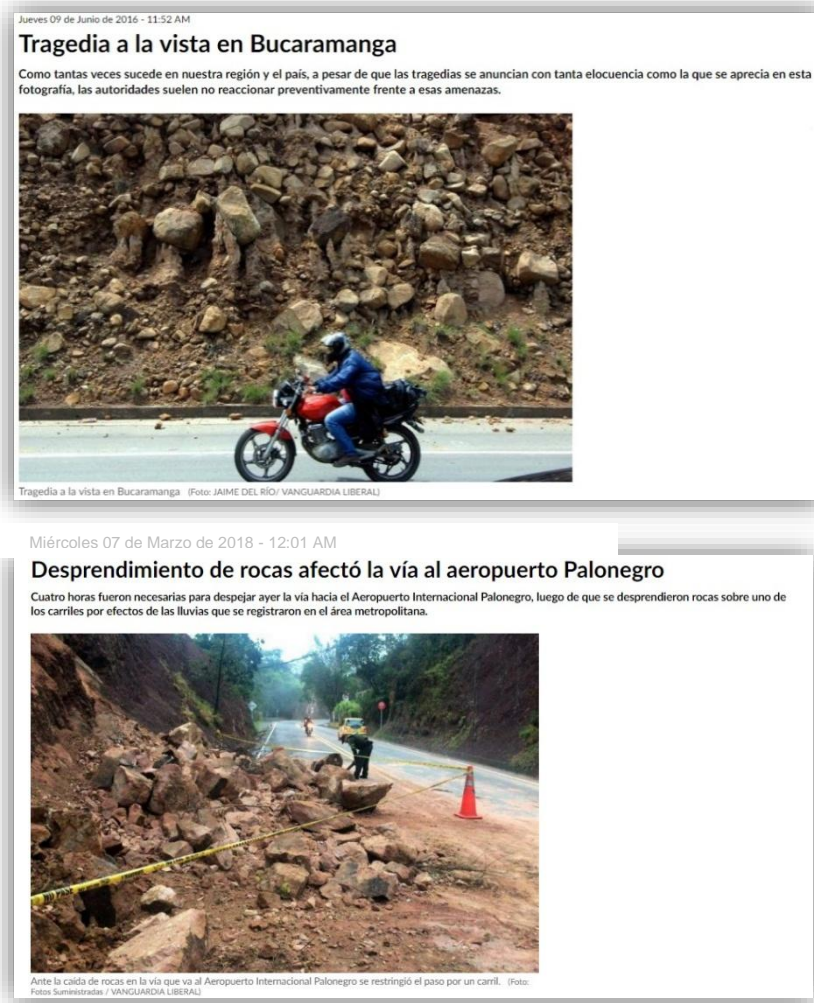 Jueves 09 de Junio de 2016 - 11:52 AM
Tragedia a la vista en Bucaramanga
Como tantas veces sucede en nuestra región y el país, a pesar de que las tragedias se anuncian con tanta elocuencia como la que se aprecia en esta
fotografía, las autoridades suelen no reaccionar preventivamente frente a esas amenazas.
Tragedia a la vista en Bucaramanga (Foto: JAIME DEL RÍO/ VANGUARDIA LIBERAL)
Miércoles 07 de Marzo de 2018 - 12:01 AM
Desprendimiento de rocas afectó la vía al aeropuerto Palonegro
Cuatro horas fueron necesarias para despejar ayer la vía hacia el Aeropuerto Internacional Palonegro, luego de que se desprendieron rocas sobre uno de
los carriles por efectos de las lluvias que se registraron en el área metropolitana.
NO PASE
Ante la caída de rocas en la vía que va al Aeropuerto Internacional Palonegro se restringió el paso por un carril. (Foto:
Fotos Suministradas / VANGUARDIA LIBERAL)